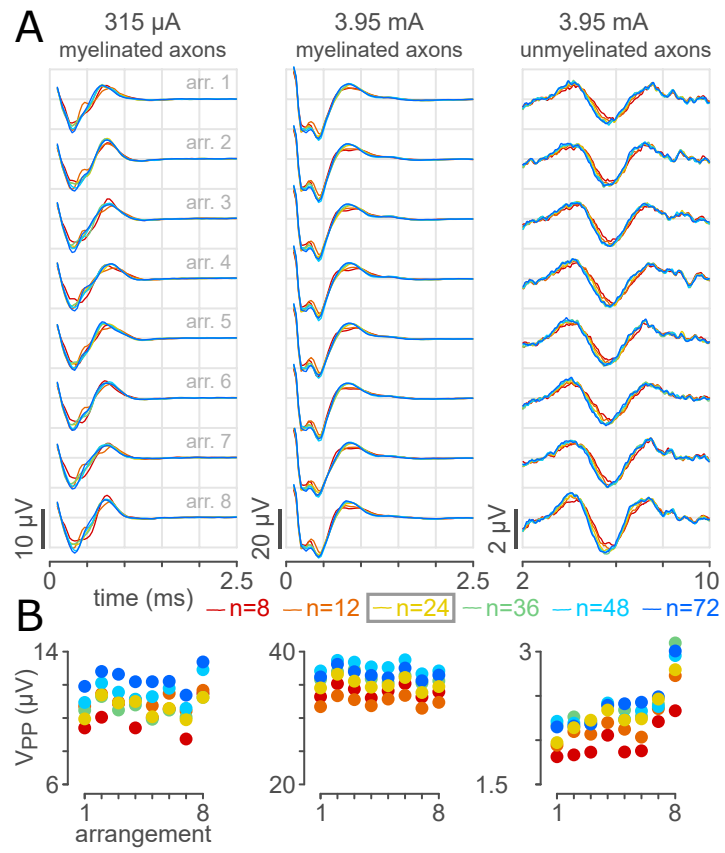 A
315 µA
myelinated axons
3.95 mA
myelinated axons
3.95 mA
unmyelinated axons
arr. 1
arr. 2
arr. 3
arr. 4
arr. 5
arr. 6
arr. 7
arr. 8
10 µV
20 µV
2 µV
0 2.5
0 2.5
2 10
time (ms)
n=8 n=12 n=24 n=36 n=48 n=72
B
VPP (µV)
14
6
1 8
arrangement
40
20
1 8
3
1.5
1 8